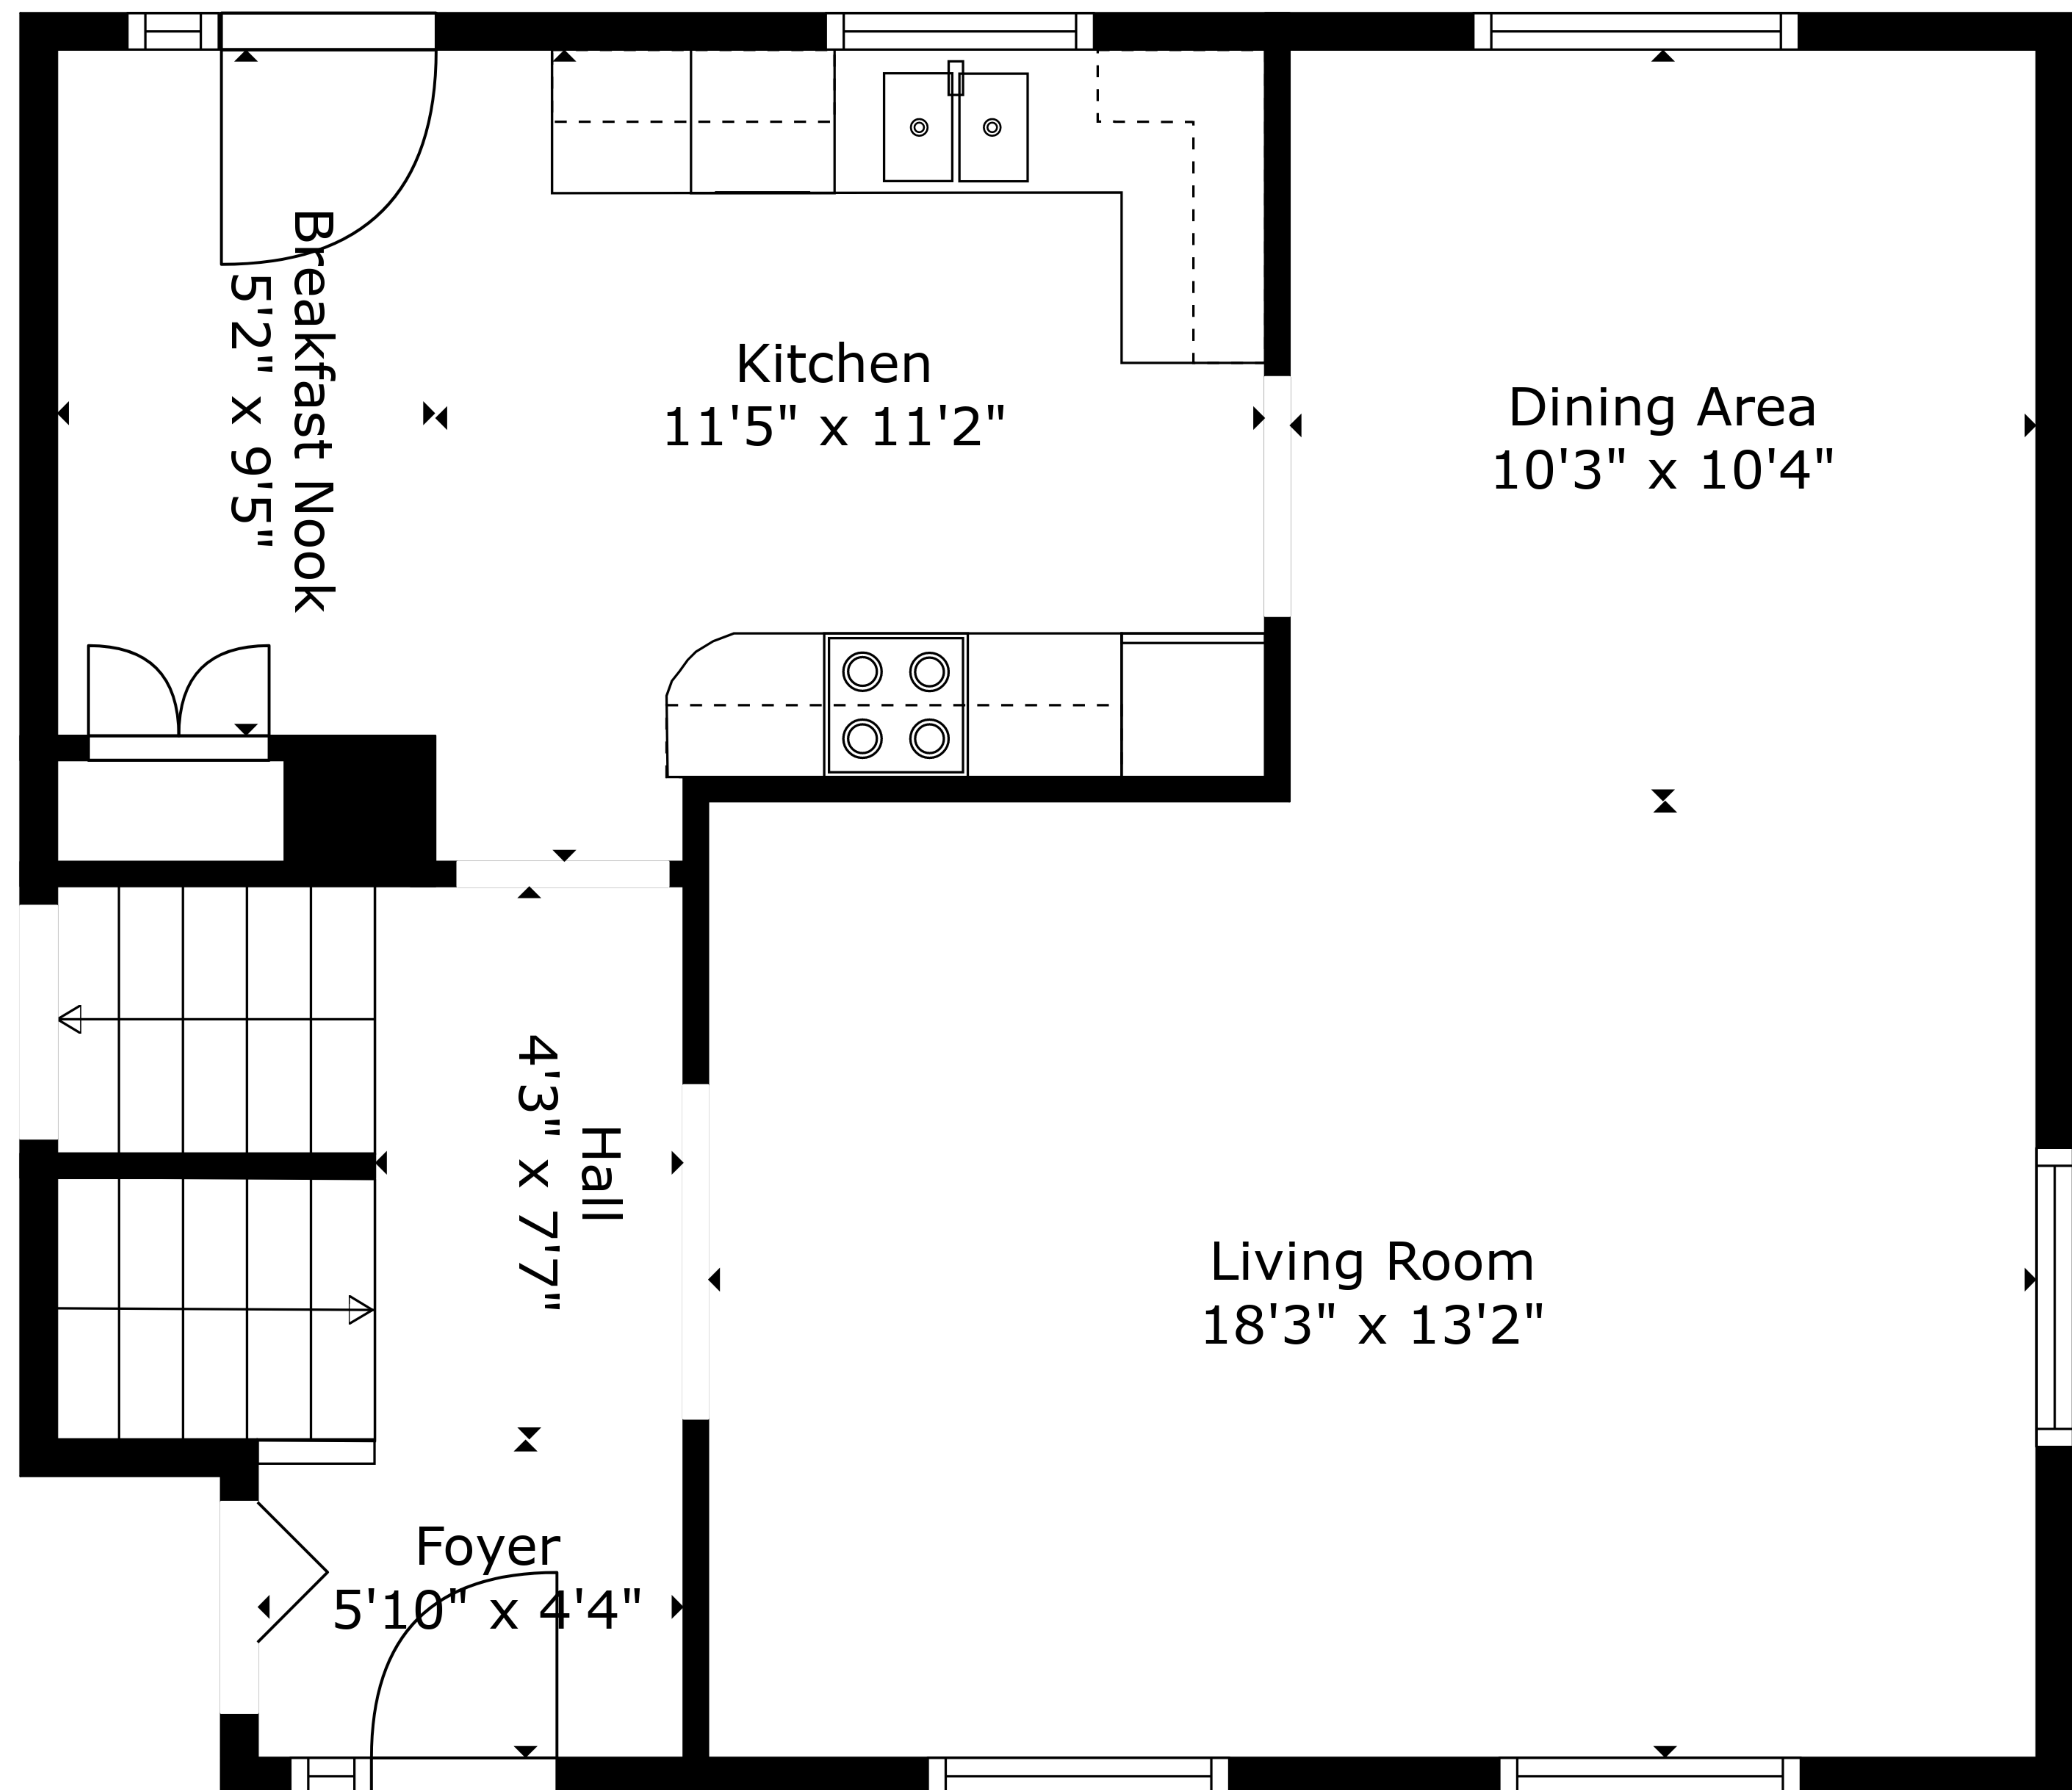 Breakfast Nook
5'2" x 9'5"
Kitchen
11'5" x 11'2"
Dining Area
10'3" x 10'4"
Hall
4'3" x 7'7"
Living Room
18'3" x 13'2"
Foyer
5'10" x 4'4"